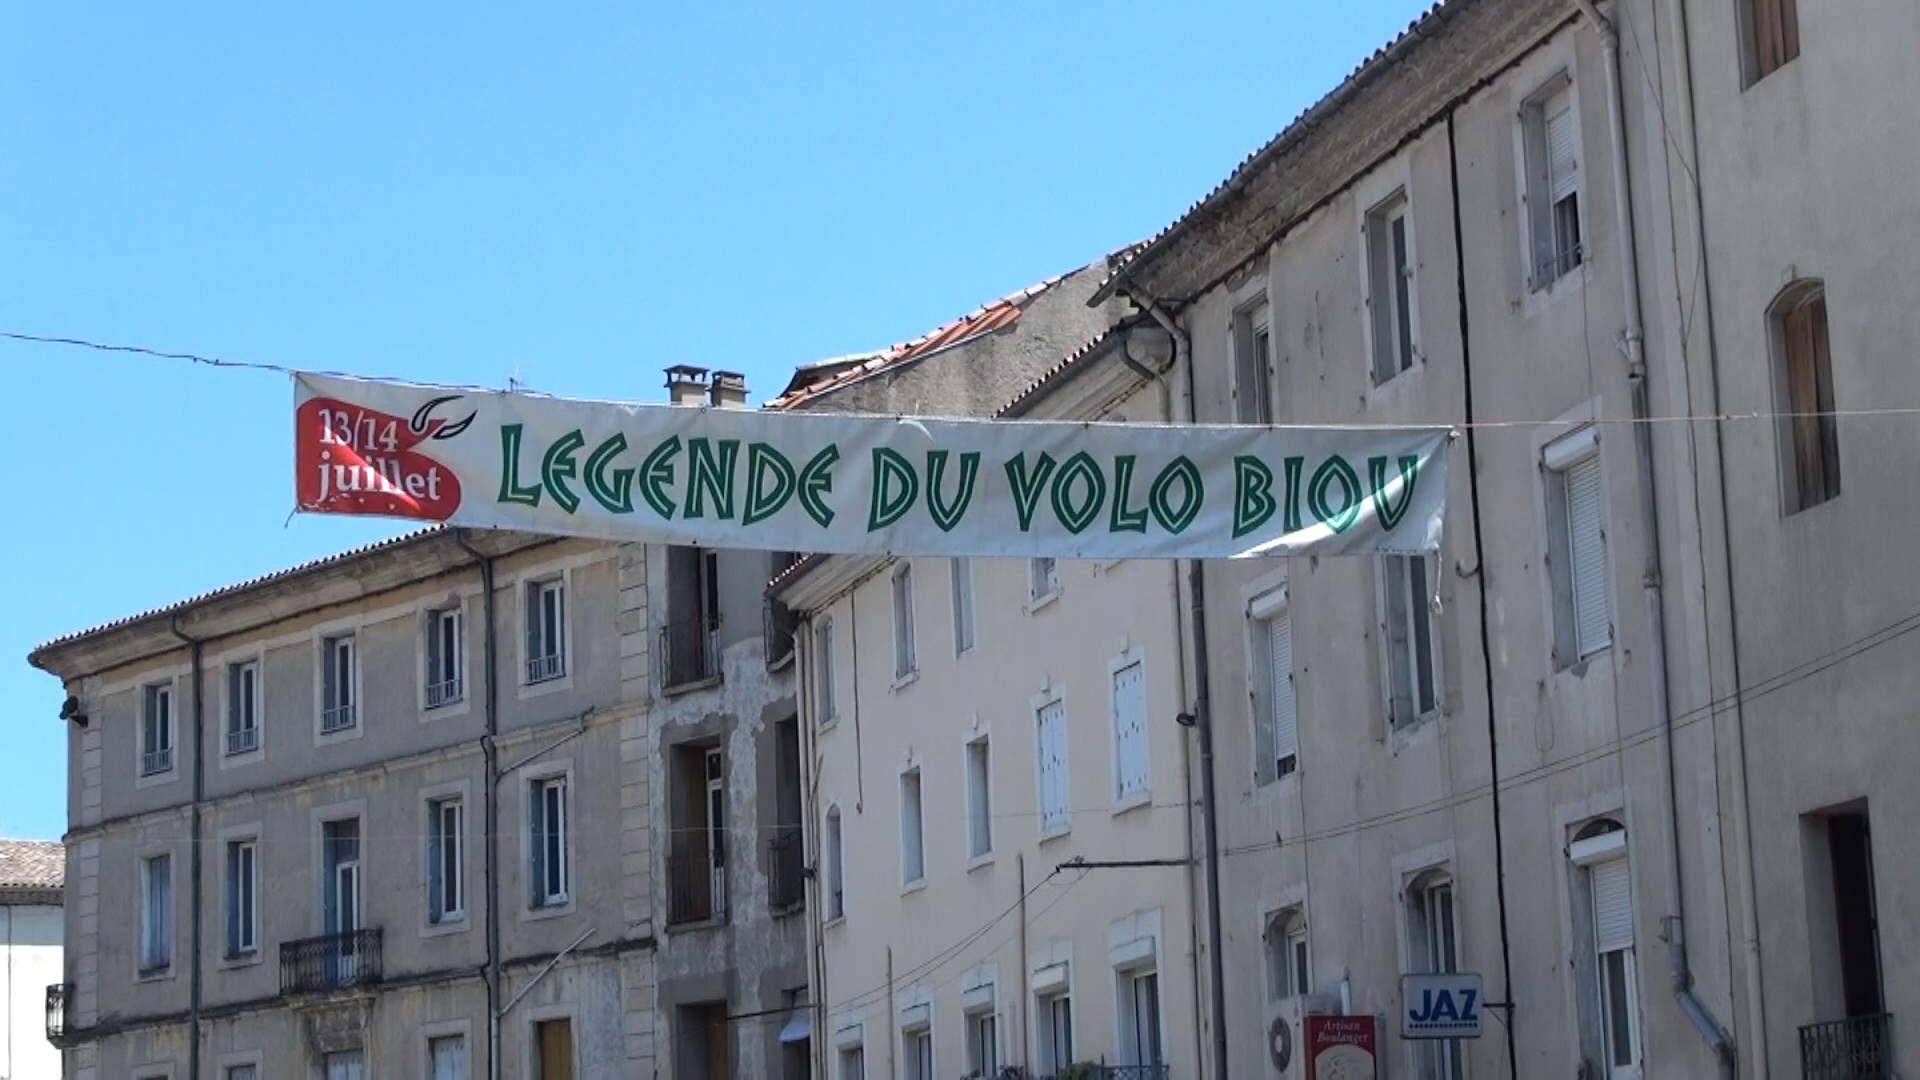 13/14
juillet
LEGENDE DU VOLO BIOU
JAZ
Artisan
Boulanger